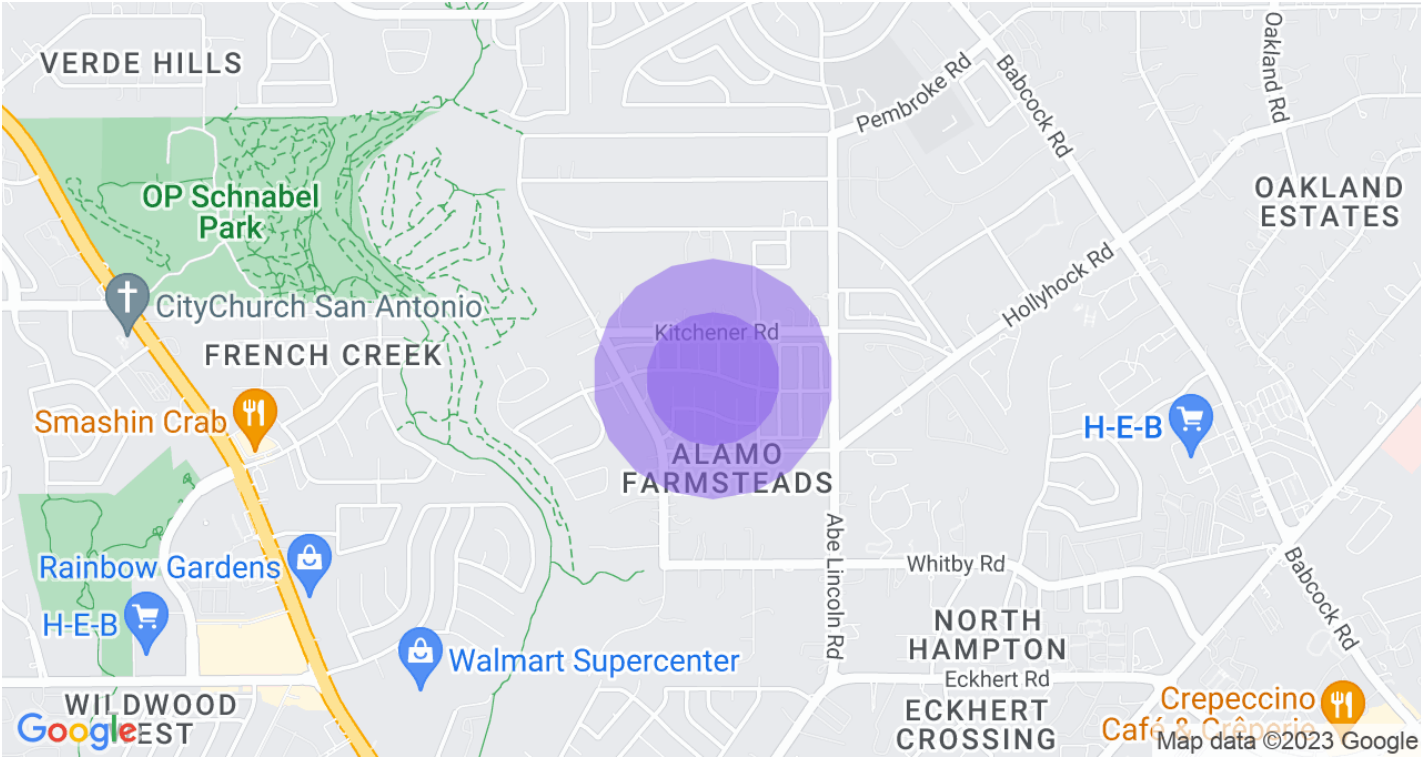 VERDE HILLS
Pembroke Rd
Babcock Rd
Oakland Rd
OP Schnabel
Park
OAKLAND
ESTATES
Hollyhock Rd
CityChurch San Antonio
Kitchener Rd
FRENCH CREEK
Smashin Crab
H-E-B
ALAMO
FARMSTEADS
Abe Lincoln Rd
Whitby Rd
Babcock Rd
Rainbow Gardens
H-E-B
NORTH
HAMPTON
Walmart Supercenter
Eckhert Rd
WILDWOOD
EST
Google
ECKHERT
CROSSING
Crepeccino
Café & Crêperie
Map data ©2023 Google